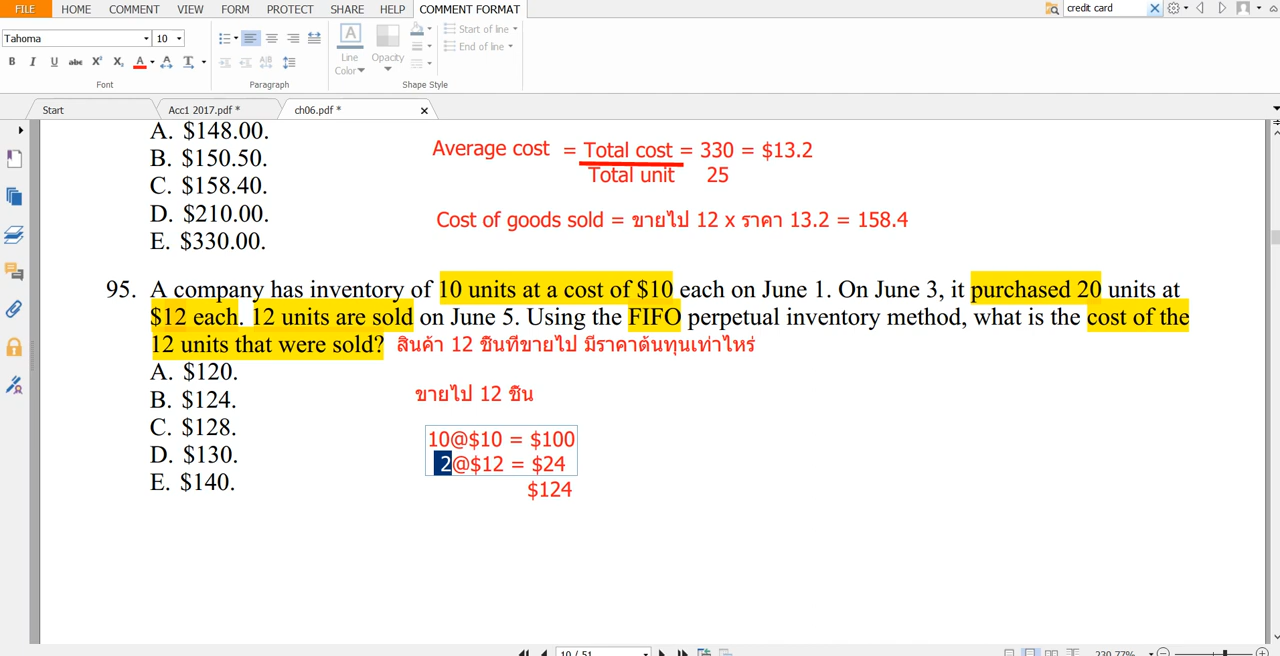 FILE HOME COMMENT VIEW FORM PROTECT SHARE HELP COMMENT FORMAT credit card
Tahoma 10 Start of line
End of line
B I U abc X² X₂ A A T Line Color Opacity
Font Paragraph Shape Style
Start Acc1 2017.pdf * ch06.pdf *
A. $148.00.
B. $150.50.
C. $158.40.
D. $210.00.
E. $330.00.
Average cost = Total cost = 330 = $13.2
Total unit 25
Cost of goods sold = ขายไป 12 x ราคา 13.2 = 158.4
95. A company has inventory of 10 units at a cost of $10 each on June 1. On June 3, it purchased 20 units at
$12 each. 12 units are sold on June 5. Using the FIFO perpetual inventory method, what is the cost of the
12 units that were sold? สินค้า 12 ชิ้นที่ขายไป มีราคาต้นทุนเท่าไหร่
A. $120.
B. $124.
C. $128.
D. $130.
E. $140.
ขายไป 12 ชิ้น
10@$10 = $100
2@$12 = $24
$124
10 / 51 230.77%